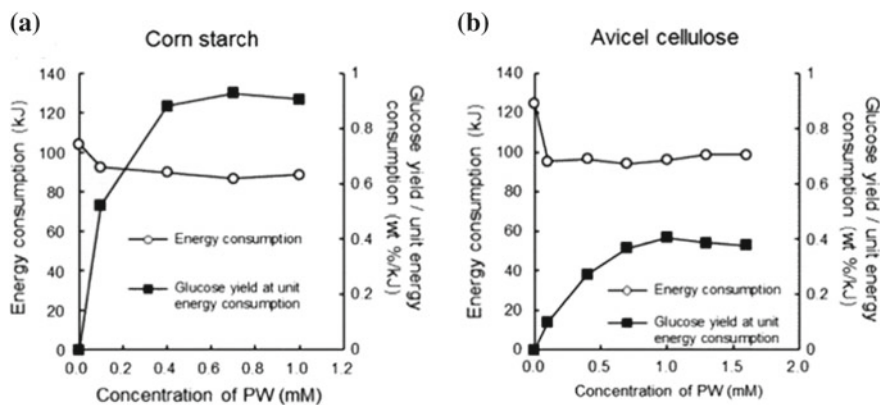 (a)
Corn starch
Energy consumption (kJ)
140
120
100
80
60
40
20
0
1
0.8
0.6
0.4
0.2
0
Glucose yield / unit energy
consumption (wt %/kJ)
Energy consumption
Glucose yield at unit
energy consumption
0.0 0.2 0.4 0.6 0.8 1.0 1.2
Concentration of PW (mM)
(b)
Avicel cellulose
Energy consumption (kJ)
140
120
100
80
60
40
20
0
1
0.8
0.6
0.4
0.2
0
Glucose yield / unit energy
consumption (wt %/kJ)
Energy consumption
Glucose yield at unit
energy consumption
0.0 0.5 1.0 1.5 2.0
Concentration of PW (mM)